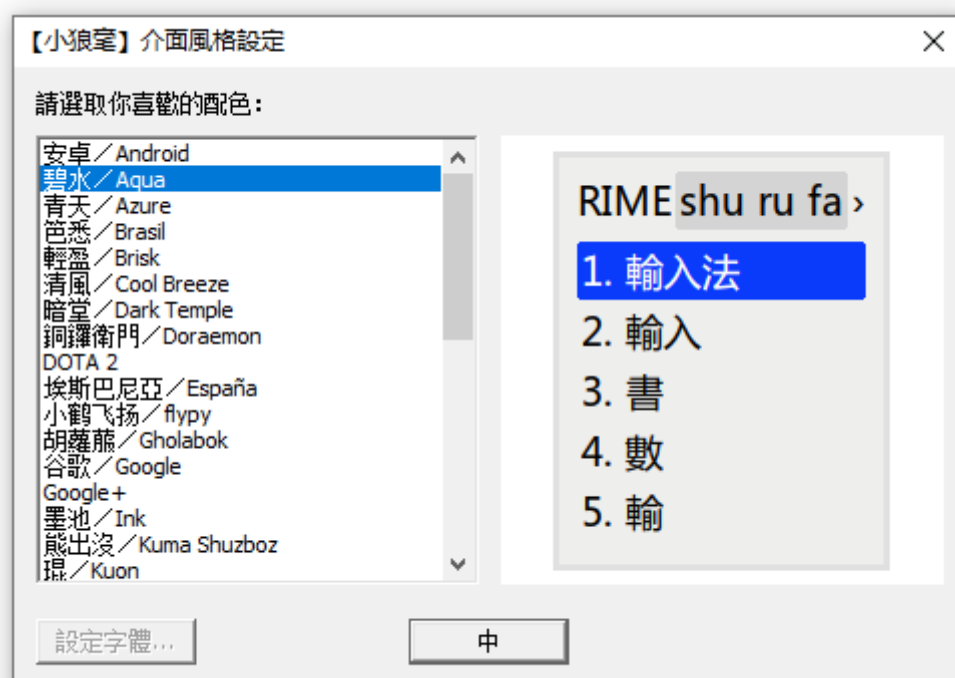 【小狼毫】介面風格設定
請選取你喜歡的配色:
安卓／Android
碧水／Aqua
青天／Azure
笆悉／Brasil
輕盈／Brisk
清風／Cool Breeze
暗堂／Dark Temple
銅鑼衛門／Doraemon
DOTA 2
埃斯巴尼亞／España
小鹤飞扬／flypy
胡蘿蔔／Gholabok
谷歌／Google
Google+
墨池／Ink
熊出沒／Kuma Shuzboz
琨／Kuon
RIME shu ru fa ›
1. 輸入法
2. 輸入
3. 書
4. 數
5. 輸
設定字體...
中